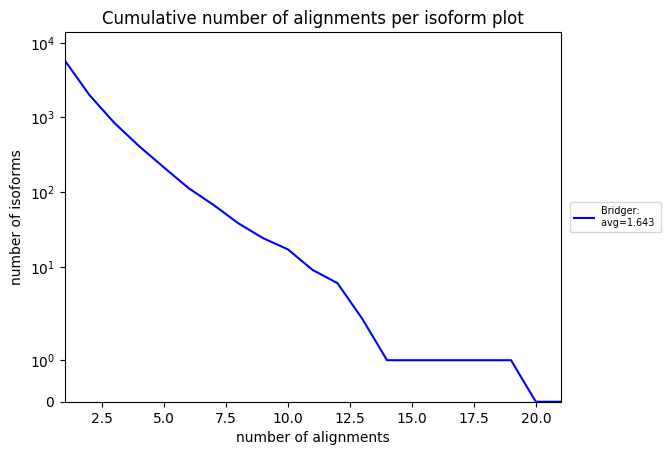 Cumulative number of alignments per isoform plot
number of isoforms
10⁴
10³
10²
10¹
10⁰
0
2.5 5.0 7.5 10.0 12.5 15.0 17.5 20.0
number of alignments
Bridger:
avg=1.643